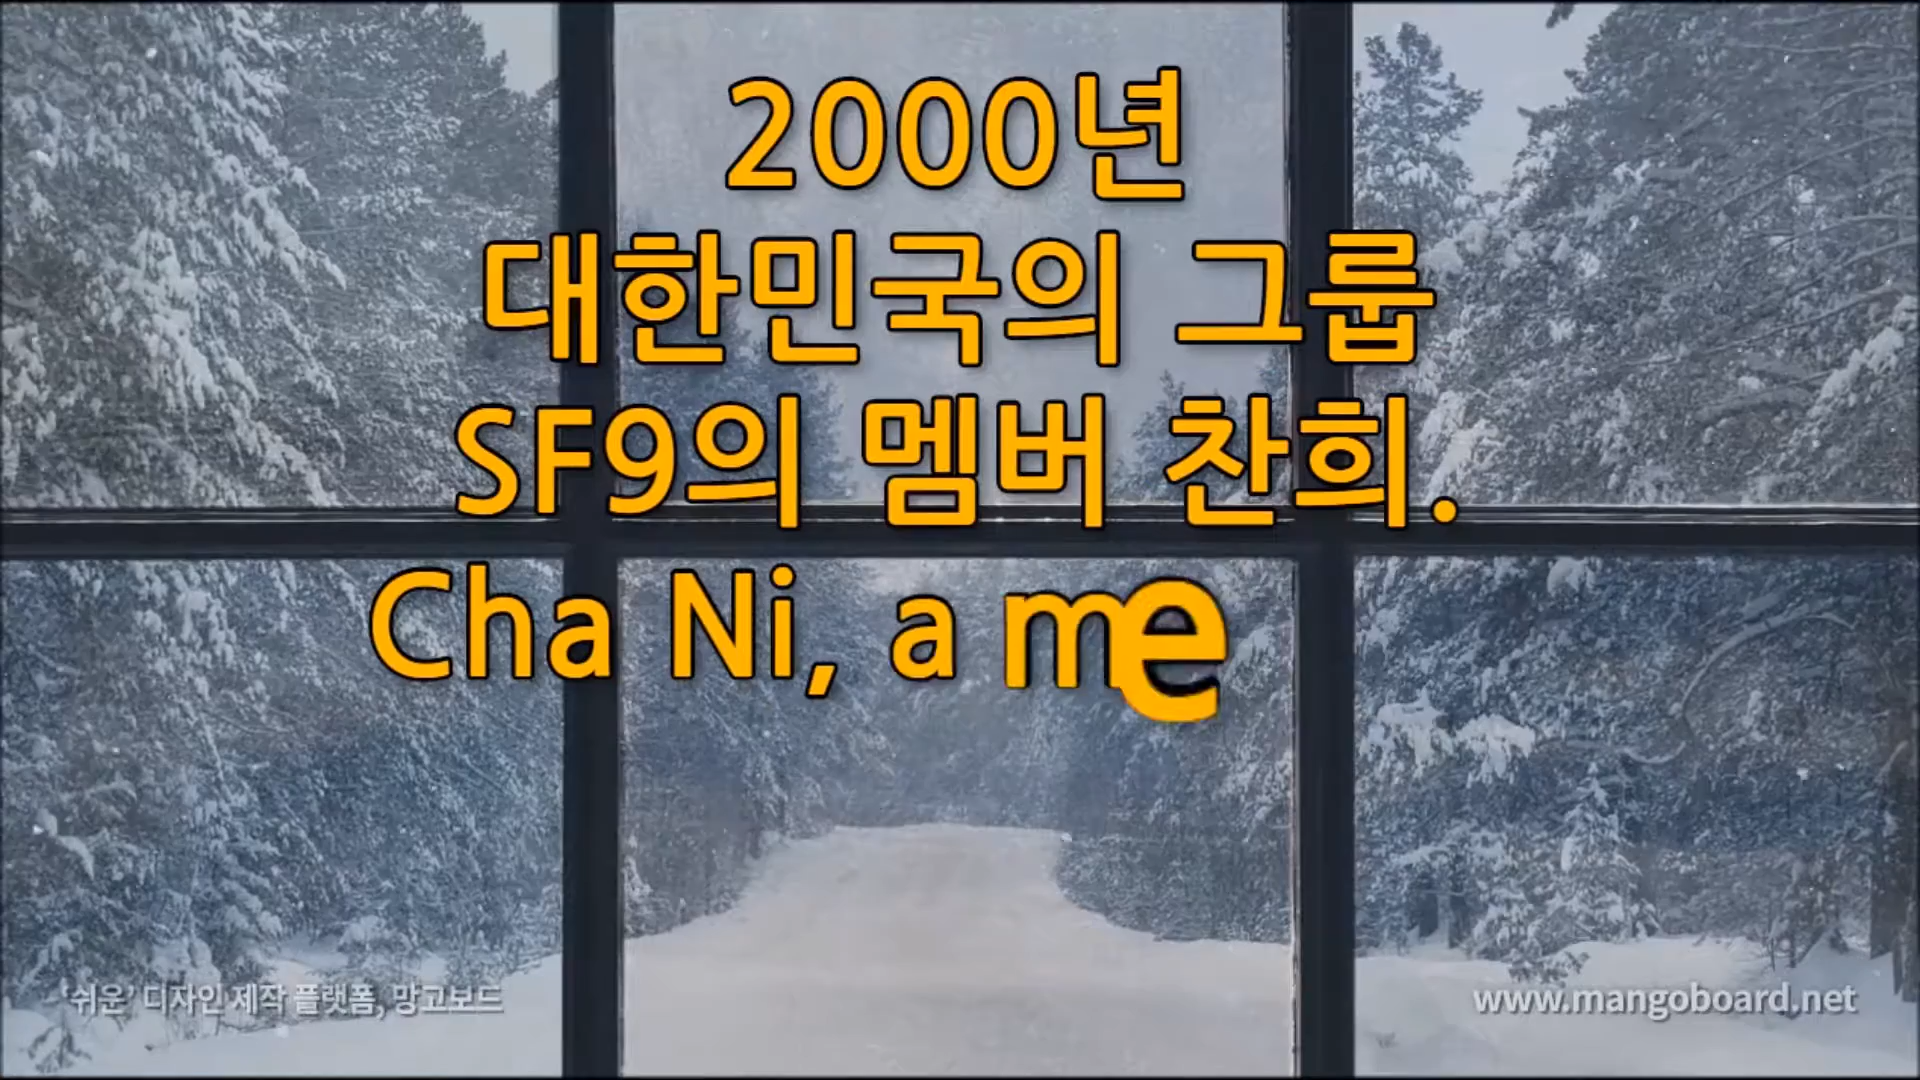 2000년
대한민국의 그룹
SF9의 멤버 찬희.
Cha Ni, a me
'쉬운' 디자인 제작 플랫폼, 망고보드
www.mangoboard.net